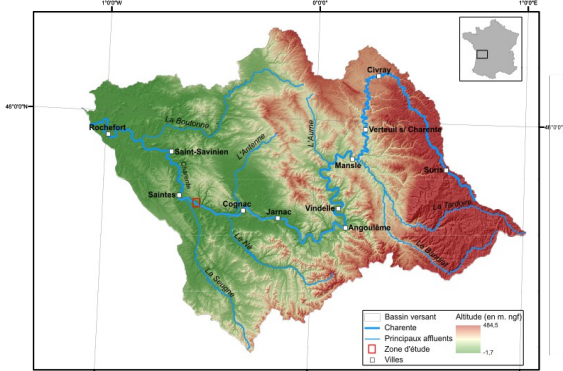 1°0'0"W
0°0'0"
1°0'0"E
46°0'0"N
46°0'0"N
Civray
Rochefort
La Boutonne
L'Aume
Verteuil s/ Charente
Saint-Savinien
L'Antenne
Mansle
Suris
Charente
Saintes
Cognac
Jarnac
Vindelle
La Tardoire
Angoulême
Le Né
La Seugne
Bassin versant
Charente
Principaux affluents
Zone d'étude
Villes
Altitude (en m. ngf)
484,5
-1,7